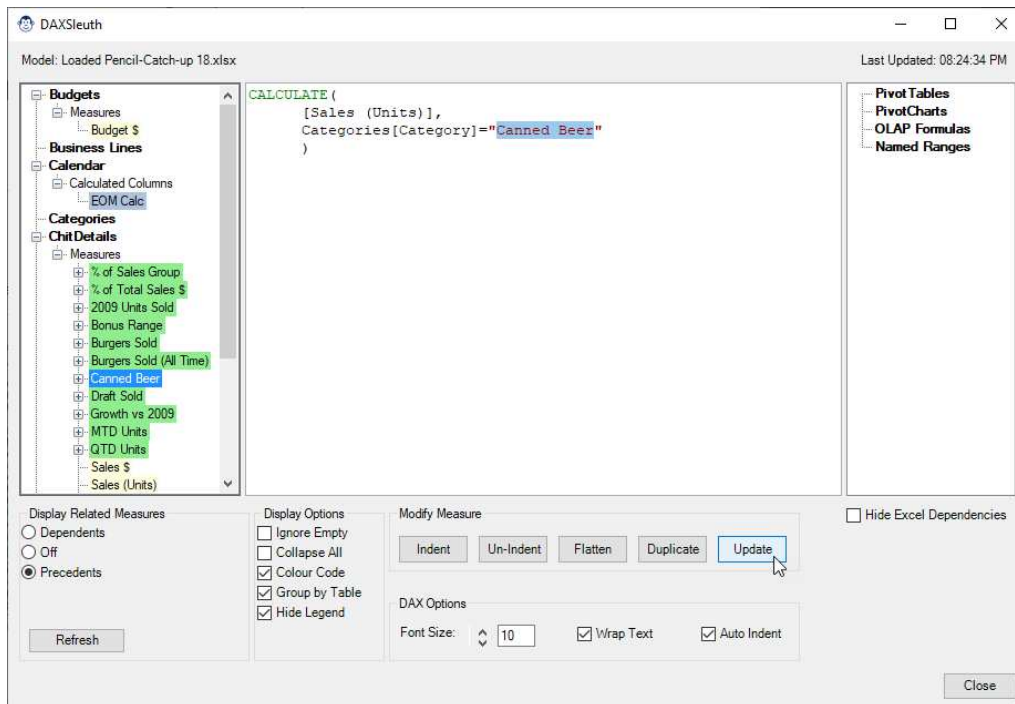 DAXSleuth
Model: Loaded Pencil-Catch-up 18.xlsx
Last Updated: 08:24:34 PM
Budgets
Measures
Budget $
Business Lines
Calendar
Calculated Columns
EOM Calc
Categories
ChitDetails
Measures
% of Sales Group
% of Total Sales $
2009 Units Sold
Bonus Range
Burgers Sold
Burgers Sold (All Time)
Canned Beer
Draft Sold
Growth vs 2009
MTD Units
QTD Units
Sales $
Sales (Units)
CALCULATE(
[Sales (Units)],
Categories[Category]="Canned Beer"
)
PivotTables
PivotCharts
OLAP Formulas
Named Ranges
Display Related Measures
Dependents
Off
Precedents
Refresh
Display Options
Ignore Empty
Collapse All
Colour Code
Group by Table
Hide Legend
Modify Measure
Indent
Un-Indent
Flatten
Duplicate
Update
DAX Options
Font Size:
10
Wrap Text
Auto Indent
Hide Excel Dependencies
Close